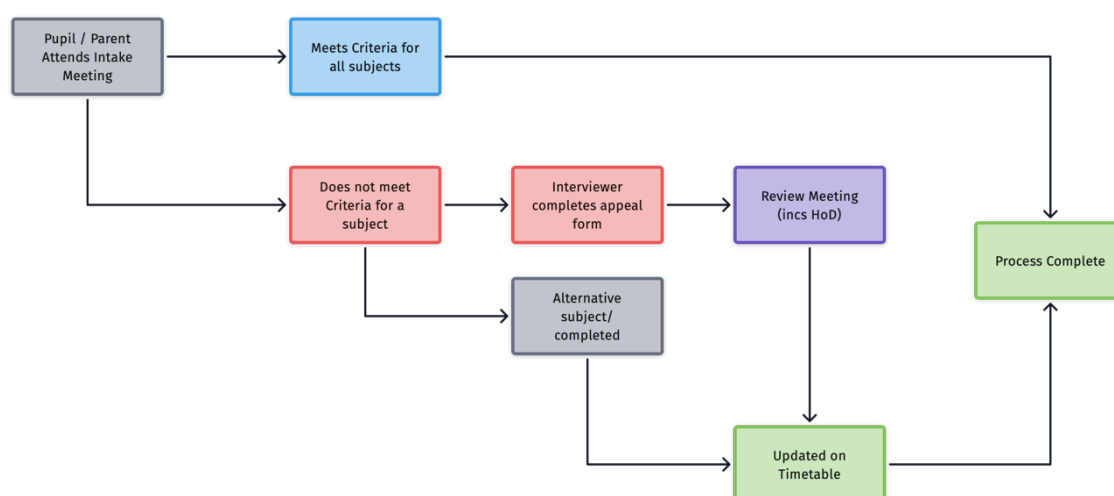 Pupil / Parent
Attends Intake
Meeting
Meets Criteria for
all subjects
Does not meet
Criteria for a
subject
Interviewer
completes appeal
form
Review Meeting
(incs HoD)
Process Complete
Alternative
subject/
completed
Updated on
Timetable